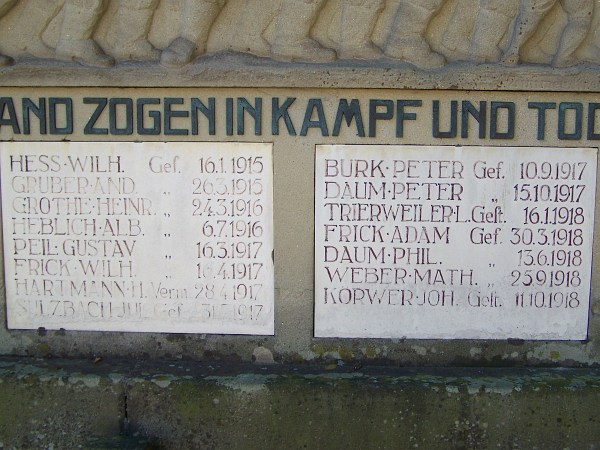 AND ZOGEN IN KAMPF UND TOD
HESS·WILH. Gef. 16.1.1915
GRUBER·AND. „ 26.3.1915
GROTHE·HEINR. „ 24.3.1916
HEBLICH·ALB. „ 6.7.1916
PEIL·GUSTAV „ 16.3.1917
FRICK·WILH. „ 16.4.1917
HARTMANN·H. Verm. 28.4.1917
SULZBACH·JUL. Gef. 1917
BURK·PETER Gef. 10.9.1917
DAUM·PETER „ 15.10.1917
TRIERWEILER·L. Gest. 16.1.1918
FRICK·ADAM Gef. 30.3.1918
DAUM·PHIL. „ 13.6.1918
WEBER·MATH. „ 25.9.1918
KORWER·JOH. Gest. 11.10.1918